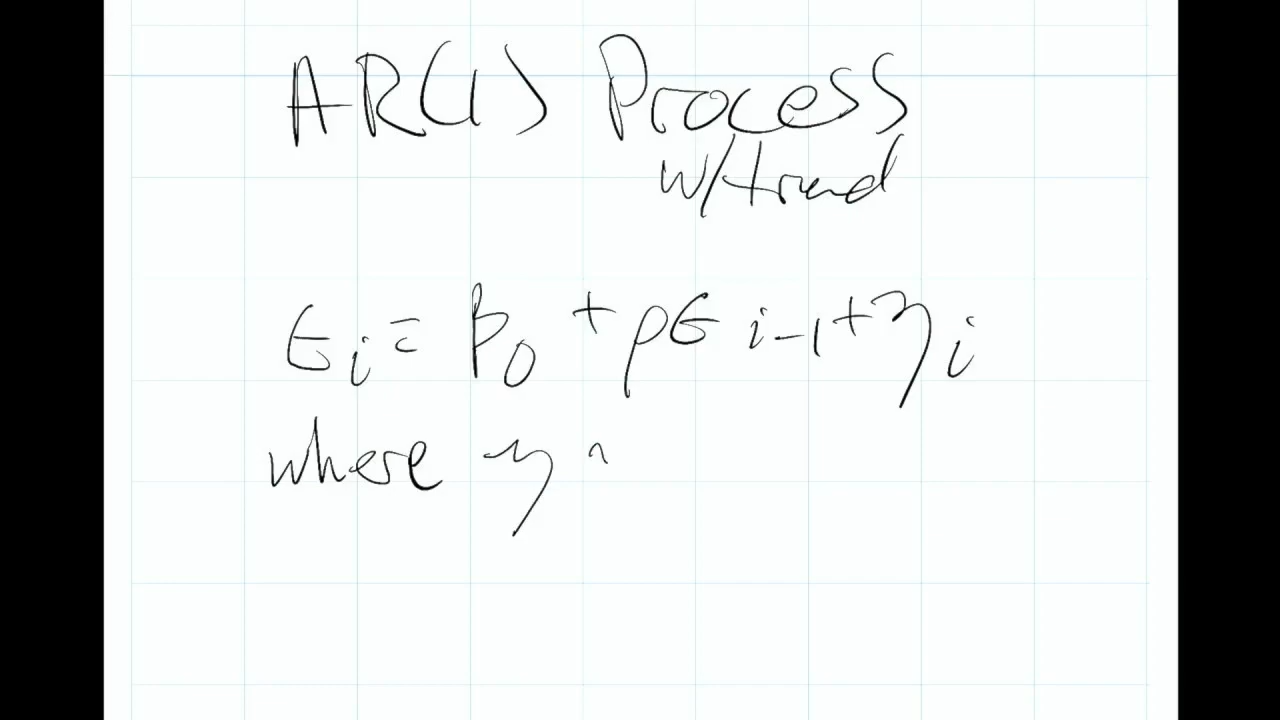 AR(1) Process
w/trend
ϵi = β0 + ρϵi-1 + ηi
where η ~